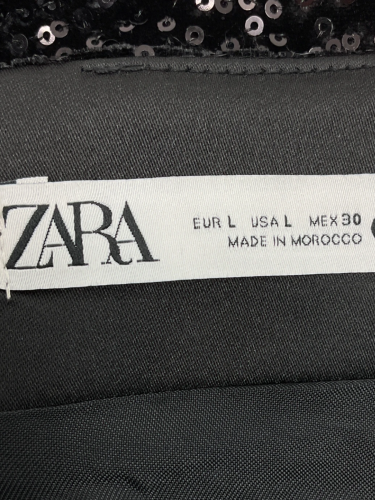 ZARA
EUR L USA L MEX 30
MADE IN MOROCCO